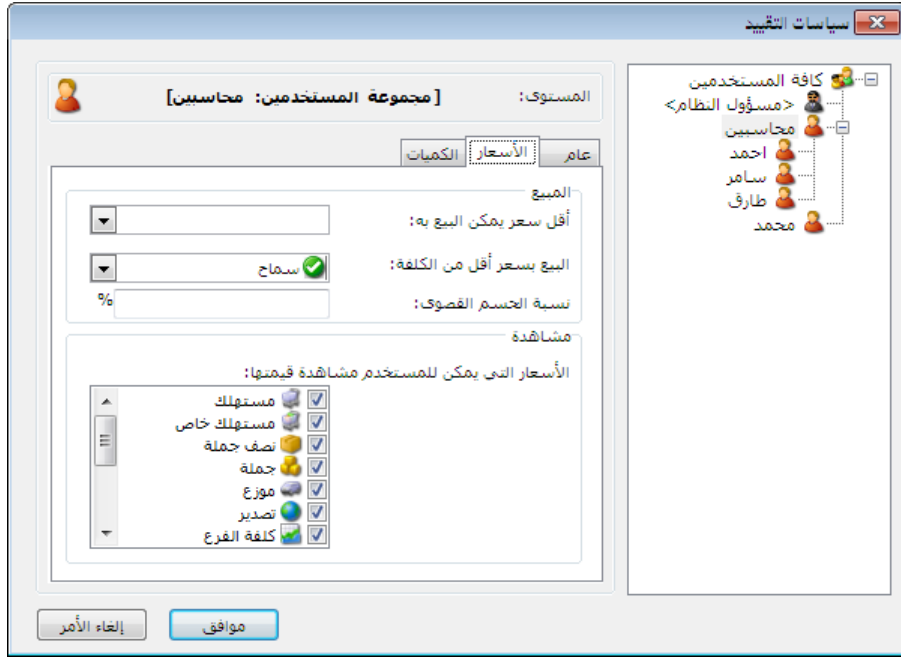 سياسات التقييد
كافة المستخدمين
<مسؤول النظام>
محاسبين
احمد
سامر
طارق
محمد
المستوى: [مجموعة المستخدمين: محاسبين]
عام الأسعار الكميات
المبيع
أقل سعر يمكن البيع به:
البيع بسعر أقل من الكلفة: سماح
نسبة الحسم القصوى: %
مشاهدة
الأسعار التي يمكن للمستخدم مشاهدة قيمتها:
مستهلك
مستهلك خاص
نصف جملة
جملة
موزع
تصدير
كلفة الفرع
موافق إلغاء الأمر